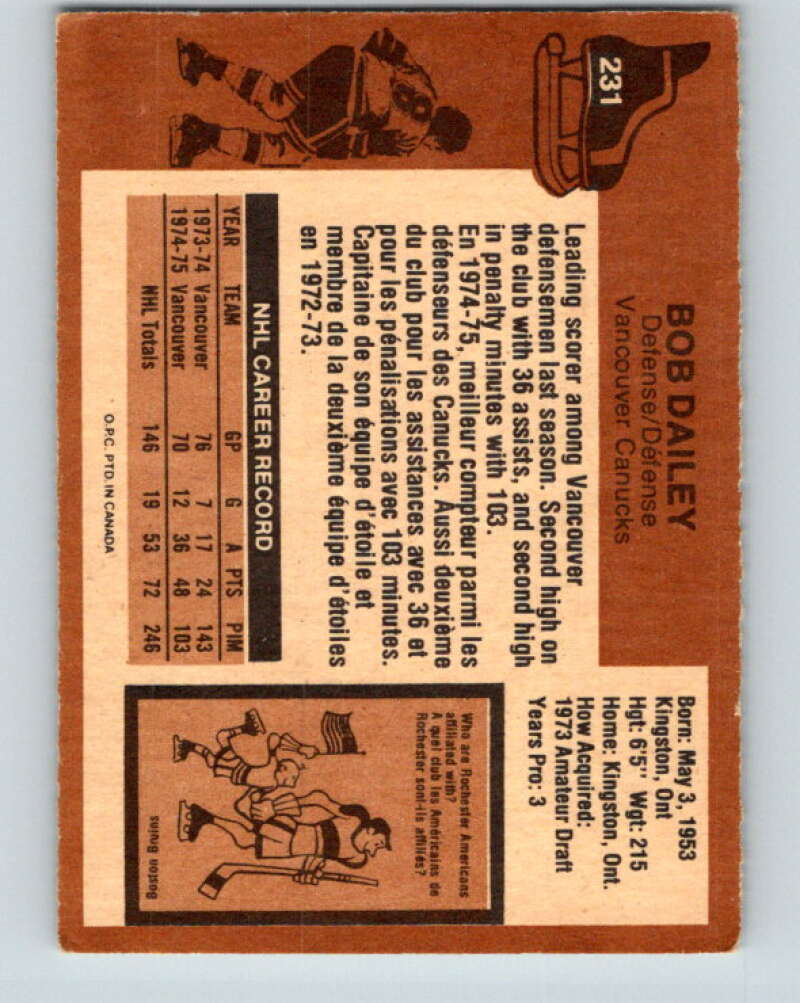 231
8
BOB DAILEY
Defense/Défense
Vancouver Canucks
Born: May 3, 1953
Kingston, Ont
Hgt: 6'5" Wgt: 215
Home: Kingston, Ont.
How Acquired:
1973 Amateur Draft
Years Pro: 3
Leading scorer among Vancouver
defensemen last season. Second high on
the club with 36 assists, and second high
in penalty minutes with 103.
En 1974-75, meilleur compteur parmi les
défenseurs des Canucks. Aussi deuxième
du club pour les assistances avec 36 et
pour les pénalisations avec 103 minutes.
Capitaine de son équipe d'étoile et
membre de la deuxième équipe d'étoiles
en 1972-73.
NHL CAREER RECORD
YEAR TEAM GP G A PTS PIM
1973-74 Vancouver 76 7 17 24 143
1974-75 Vancouver 70 12 36 48 103
NHL Totals 146 19 53 72 246
O.P.C. PTD. IN CANADA
Who are Rochester Americans
affiliated with?
A quel club les Américains de
Rochester sont-ils affiliés?
Boston Bruins